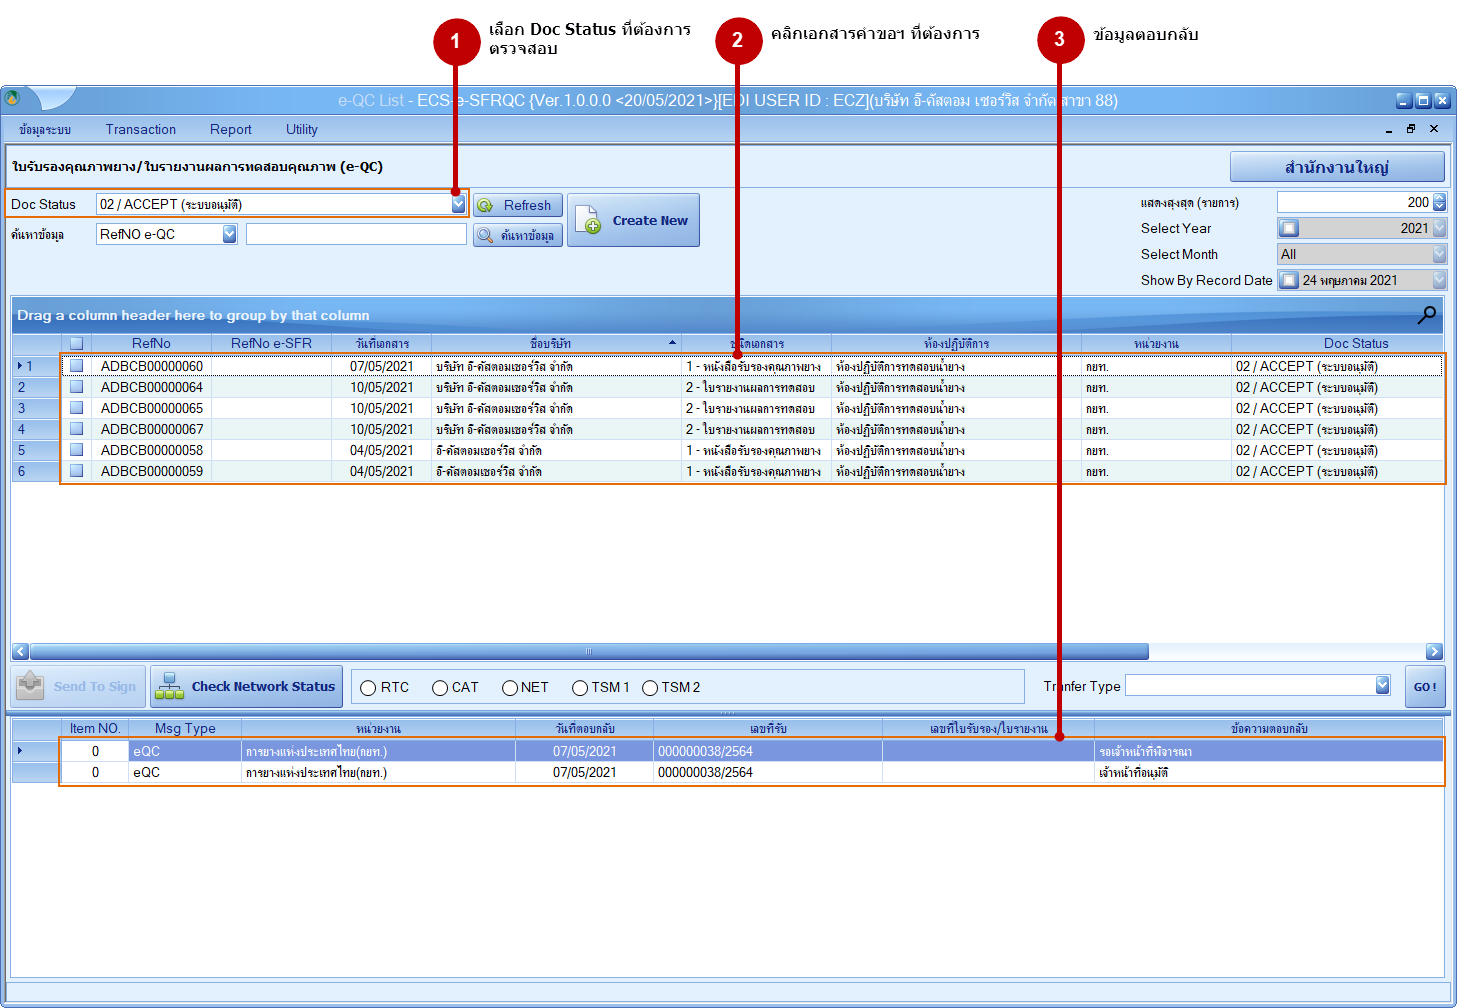 1
เลือก Doc Status ที่ต้องการ
ตรวจสอบ
2
คลิกเอกสารคำขอฯ ที่ต้องการ
3
ข้อมูลตอบกลับ
e-QC List - ECS-e-SFRQC {Ver.1.0.0.0 <20/05/2021>}[EDI USER ID : ECZ](บริษัท อี-คัสตอม เซอร์วิส จำกัด สาขา 88)
ข้อมูลระบบ Transaction Report Utility
ใบรับรองคุณภาพยาง/ใบรายงานผลการทดสอบคุณภาพ (e-QC)
สำนักงานใหญ่
Doc Status 02 / ACCEPT (ระบบอนุมัติ) Refresh Create New แสดงสูงสุด (รายการ) 200
ค้นหาข้อมูล RefNO e-QC ค้นหาข้อมูล Select Year 2021
Select Month All
Show By Record Date 24 พฤษภาคม 2021
Drag a column header here to group by that column
RefNo RefNo e-SFR วันที่เอกสาร ชื่อบริษัท ชนิดเอกสาร ห้องปฏิบัติการ หน่วยงาน Doc Status
1 ADBCB00000060 07/05/2021 บริษัท อี-คัสตอมเซอร์วิส จำกัด 1 - หนังสือรับรองคุณภาพยาง ห้องปฏิบัติการทดสอบน้ำยาง กยท. 02 / ACCEPT (ระบบอนุมัติ)
2 ADBCB00000064 10/05/2021 บริษัท อี-คัสตอมเซอร์วิส จำกัด 2 - ใบรายงานผลการทดสอบ ห้องปฏิบัติการทดสอบน้ำยาง กยท. 02 / ACCEPT (ระบบอนุมัติ)
3 ADBCB00000065 10/05/2021 บริษัท อี-คัสตอมเซอร์วิส จำกัด 2 - ใบรายงานผลการทดสอบ ห้องปฏิบัติการทดสอบน้ำยาง กยท. 02 / ACCEPT (ระบบอนุมัติ)
4 ADBCB00000067 10/05/2021 บริษัท อี-คัสตอมเซอร์วิส จำกัด 2 - ใบรายงานผลการทดสอบ ห้องปฏิบัติการทดสอบน้ำยาง กยท. 02 / ACCEPT (ระบบอนุมัติ)
5 ADBCB00000058 04/05/2021 อี-คัสตอมเซอร์วิส จำกัด 1 - หนังสือรับรองคุณภาพยาง ห้องปฏิบัติการทดสอบน้ำยาง กยท. 02 / ACCEPT (ระบบอนุมัติ)
6 ADBCB00000059 04/05/2021 อี-คัสตอมเซอร์วิส จำกัด 1 - หนังสือรับรองคุณภาพยาง ห้องปฏิบัติการทดสอบน้ำยาง กยท. 02 / ACCEPT (ระบบอนุมัติ)
Send To Sign Check Network Status RTC CAT NET TSM 1 TSM 2 Tranfer Type GO !
Item NO. Msg Type หน่วยงาน วันที่ตอบกลับ เลขที่รับ เลขที่ใบรับรอง/ใบรายงาน ข้อความตอบกลับ
0 eQC การยางแห่งประเทศไทย(กยท.) 07/05/2021 000000038/2564 รอเจ้าหน้าที่พิจารณา
0 eQC การยางแห่งประเทศไทย(กยท.) 07/05/2021 000000038/2564 เจ้าหน้าที่อนุมัติ